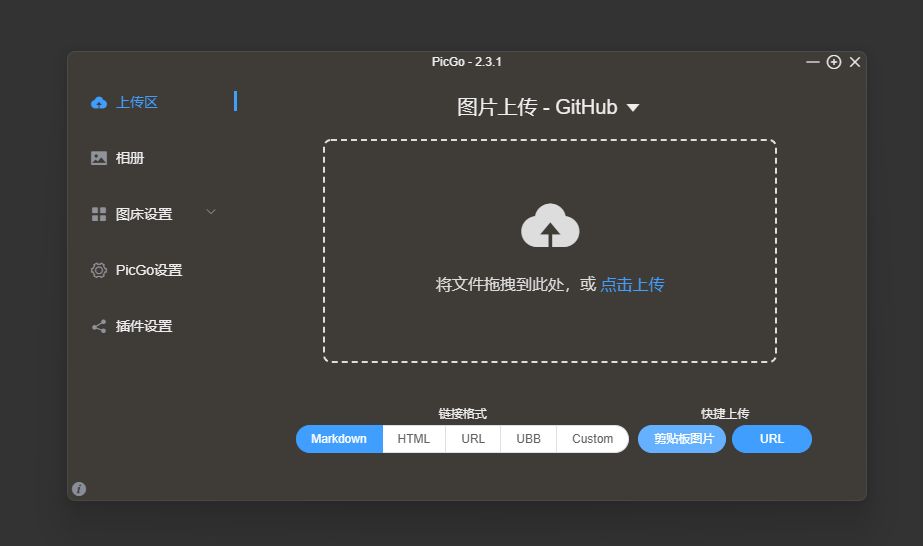 PicGo - 2.3.1
上传区
相册
图床设置
PicGo设置
插件设置
图片上传 - GitHub
将文件拖拽到此处，或 点击上传
链接格式
Markdown HTML URL UBB Custom
快捷上传
剪贴板图片 URL